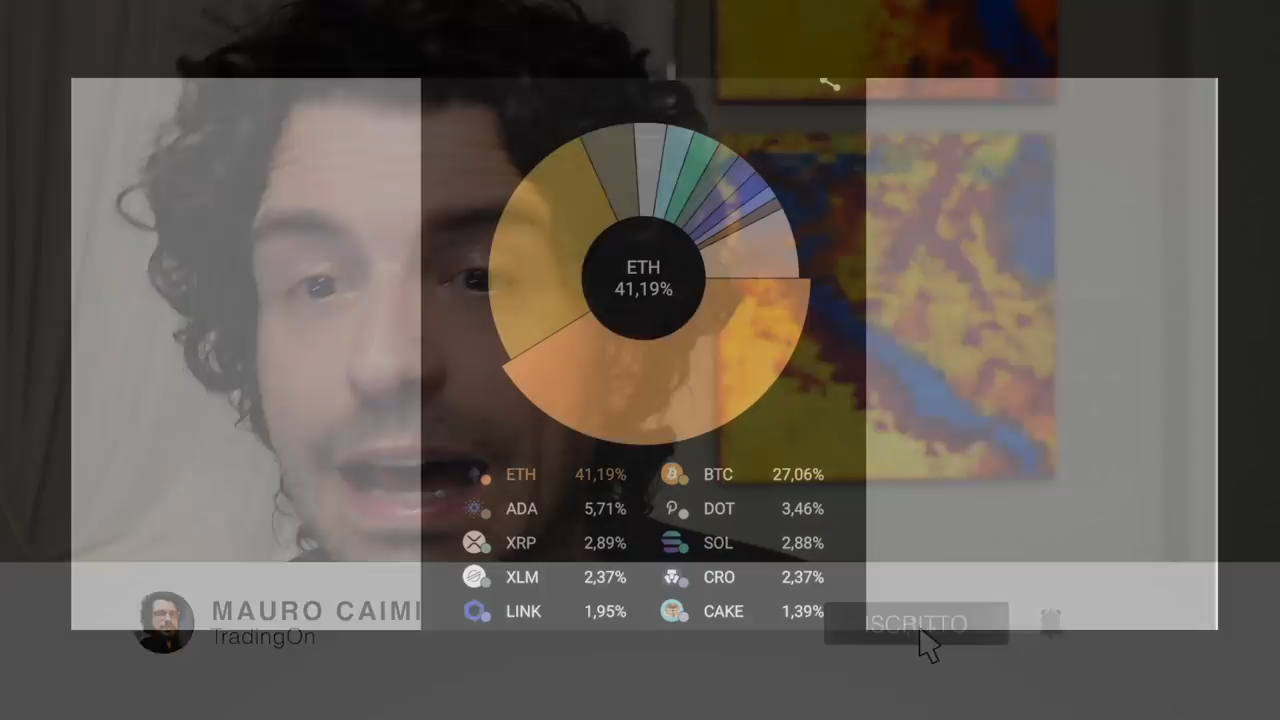 ETH
41,19%
ETH 41,19% BTC 27,06%
ADA 5,71% DOT 3,46%
XRP 2,89% SOL 2,88%
XLM 2,37% CRO 2,37%
LINK 1,95% CAKE 1,39%
MAURO CAIMI
TradingOn
ISCRITTO